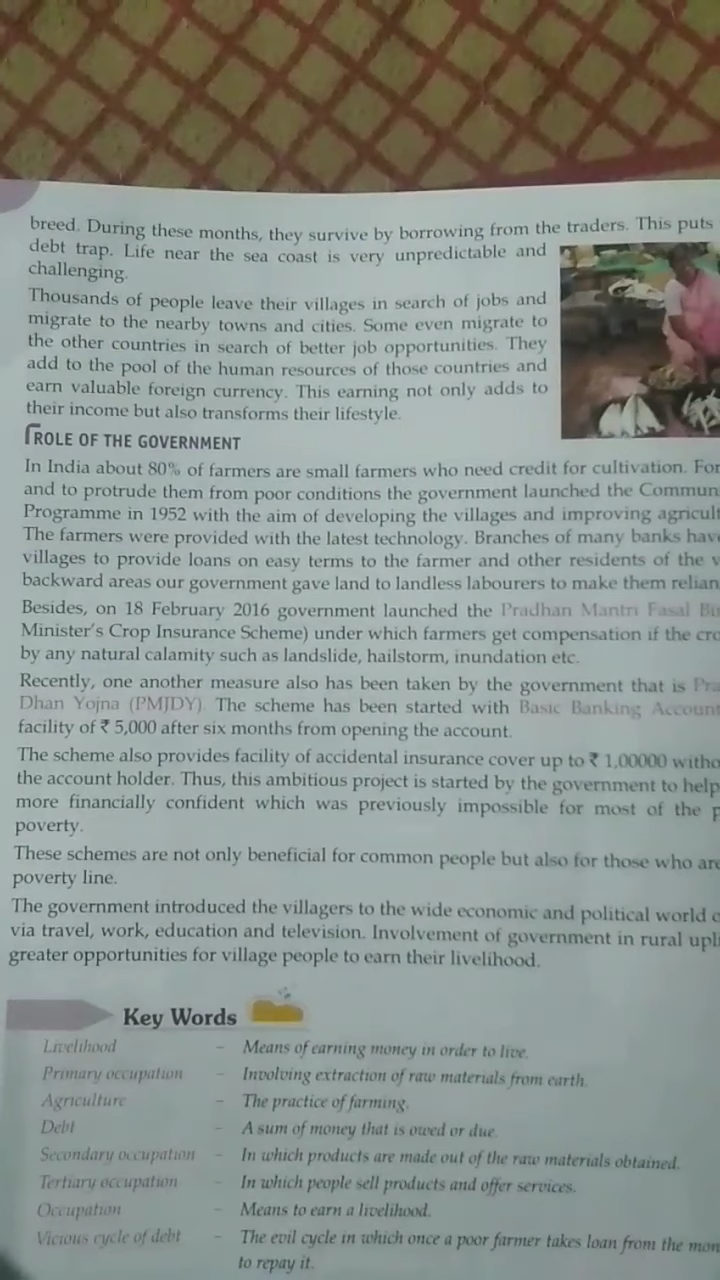 breed. During these months, they survive by borrowing from the traders. This puts
debt trap. Life near the sea coast is very unpredictable and
challenging.
Thousands of people leave their villages in search of jobs and
migrate to the nearby towns and cities. Some even migrate to
the other countries in search of better job opportunities. They
add to the pool of the human resources of those countries and
earn valuable foreign currency. This earning not only adds to
their income but also transforms their lifestyle.
ROLE OF THE GOVERNMENT
In India about 80% of farmers are small farmers who need credit for cultivation. For
and to protrude them from poor conditions the government launched the
Programme in 1952 with the aim of developing the villages and improving
The farmers were provided with the latest technology. Branches of many banks
villages to provide loans on easy terms to the farmer and other residents of the
backward areas our government gave land to landless labourers to make them
Besides, on 18 February 2016 government launched the Pradhan Mantri Fasal
Minister's Crop Insurance Scheme) under which farmers get compensation if the
by any natural calamity such as landslide, hailstorm, inundation etc.
Recently, one another measure also has been taken by the government that is
Dhan Yojna (PMJDY). The scheme has been started with Basic Banking Account
facility of ₹ 5,000 after six months from opening the account.
The scheme also provides facility of accidental insurance cover up to ₹ 1,00000
the account holder. Thus, this ambitious project is started by the government to help
more financially confident which was previously impossible for most of the
poverty.
These schemes are not only beneficial for common people but also for those who are
poverty line.
The government introduced the villagers to the wide economic and political world
via travel, work, education and television. Involvement of government in rural
greater opportunities for village people to earn their livelihood.
Key Words
Livelihood – Means of earning money in order to live.
Primary occupation – Involving extraction of raw materials from earth.
Agriculture – The practice of farming.
Debt – A sum of money that is owed or due.
Secondary occupation – In which products are made out of the raw materials obtained.
Tertiary occupation – In which people sell products and offer services.
Occupation – Means to earn a livelihood.
Vicious cycle of debt – The evil cycle in which once a poor farmer takes loan from the
to repay it.